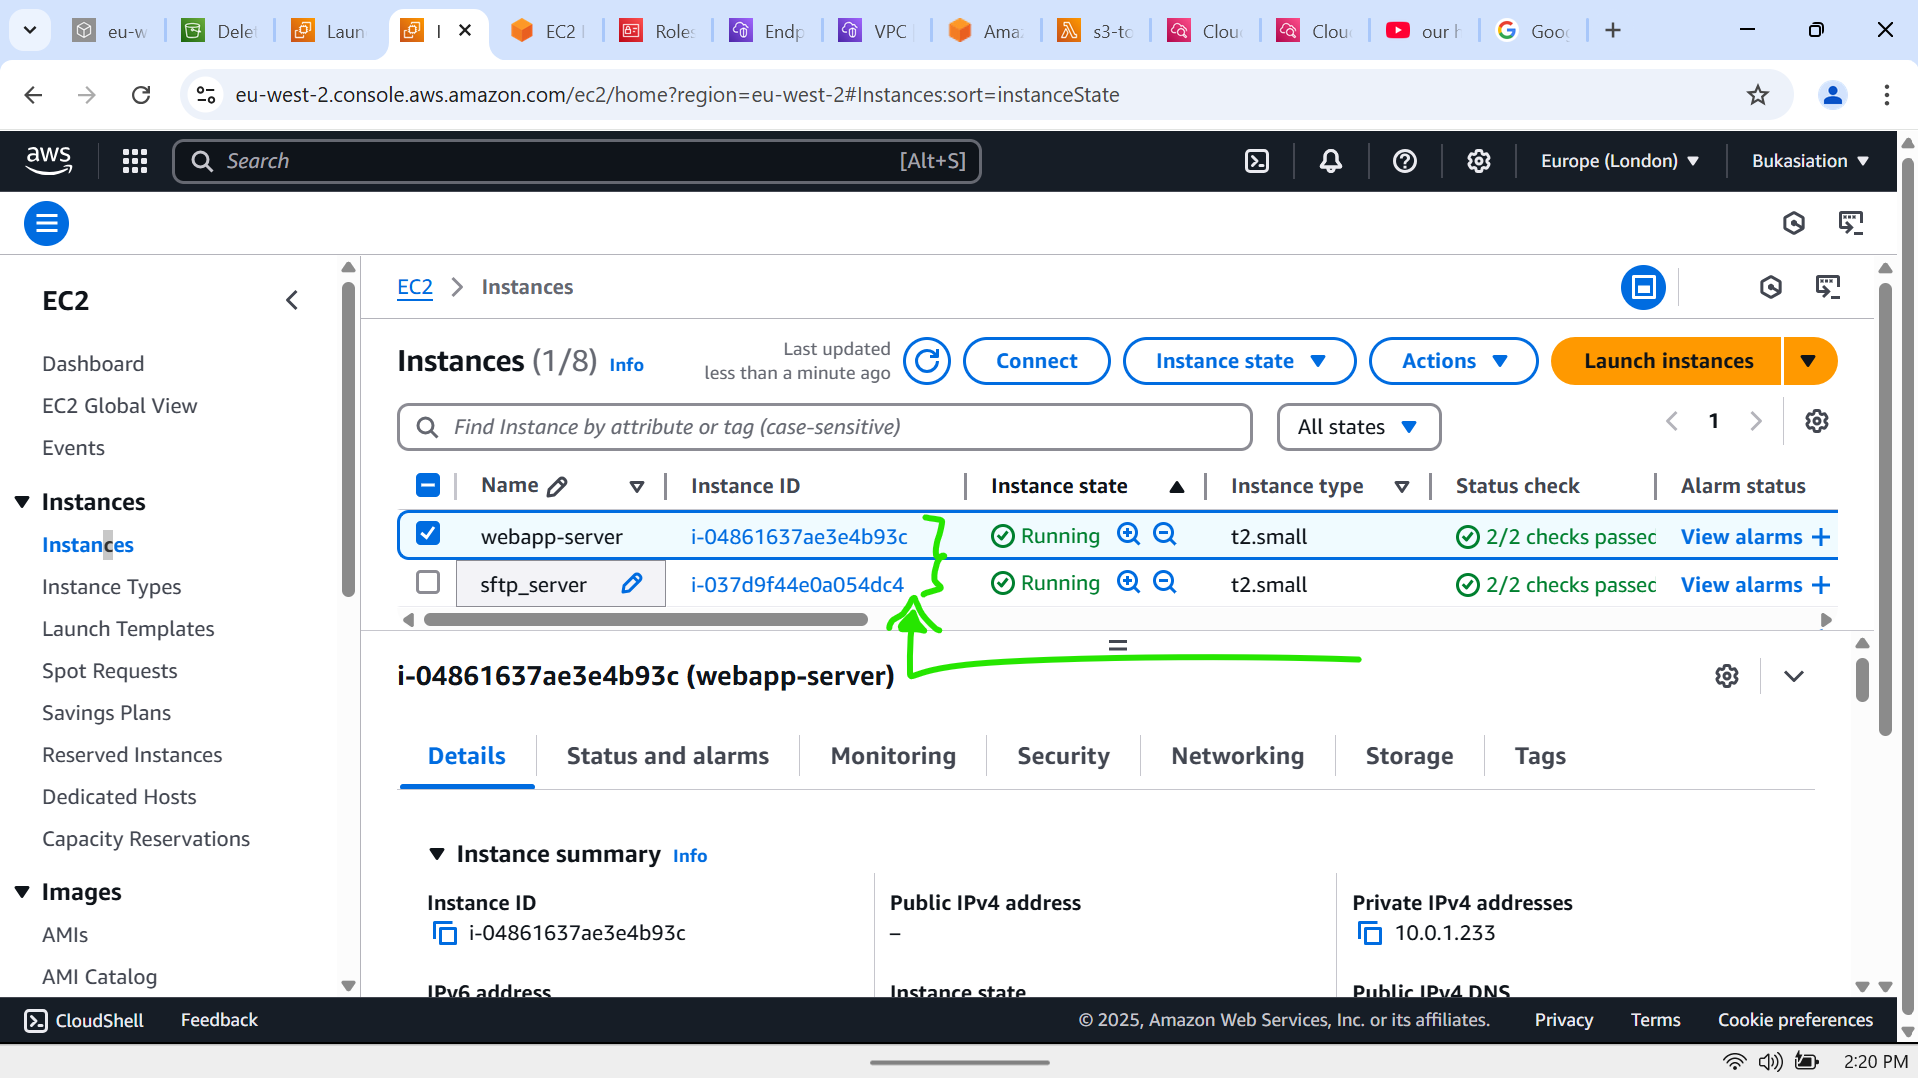 eu-w
Dele
Laun
I
EC2 I
Roles
Endp
VPC
Ama
s3-to
Clou
Clou
our h
Goo
eu-west-2.console.aws.amazon.com/ec2/home?region=eu-west-2#Instances:sort=instanceState
aws
Search
[Alt+S]
Europe (London)
Bukasiation
EC2
Dashboard
EC2 Global View
Events
Instances
Instances
Instance Types
Launch Templates
Spot Requests
Savings Plans
Reserved Instances
Dedicated Hosts
Capacity Reservations
Images
AMIs
AMI Catalog
EC2 > Instances
Instances (1/8) Info
Last updated
less than a minute ago
Connect
Instance state
Actions
Launch instances
Find Instance by attribute or tag (case-sensitive)
All states
1
Name Instance ID Instance state Instance type Status check Alarm status
webapp-server i-04861637ae3e4b93c Running t2.small 2/2 checks passec View alarms +
sftp_server i-037d9f44e0a054dc4 Running t2.small 2/2 checks passec View alarms +
i-04861637ae3e4b93c (webapp-server)
Details Status and alarms Monitoring Security Networking Storage Tags
Instance summary Info
Instance ID
i-04861637ae3e4b93c
Public IPv4 address
–
Private IPv4 addresses
10.0.1.233
IPv6 address
Instance state
Public IPv4 DNS
CloudShell Feedback © 2025, Amazon Web Services, Inc. or its affiliates. Privacy Terms Cookie preferences
2:20 PM